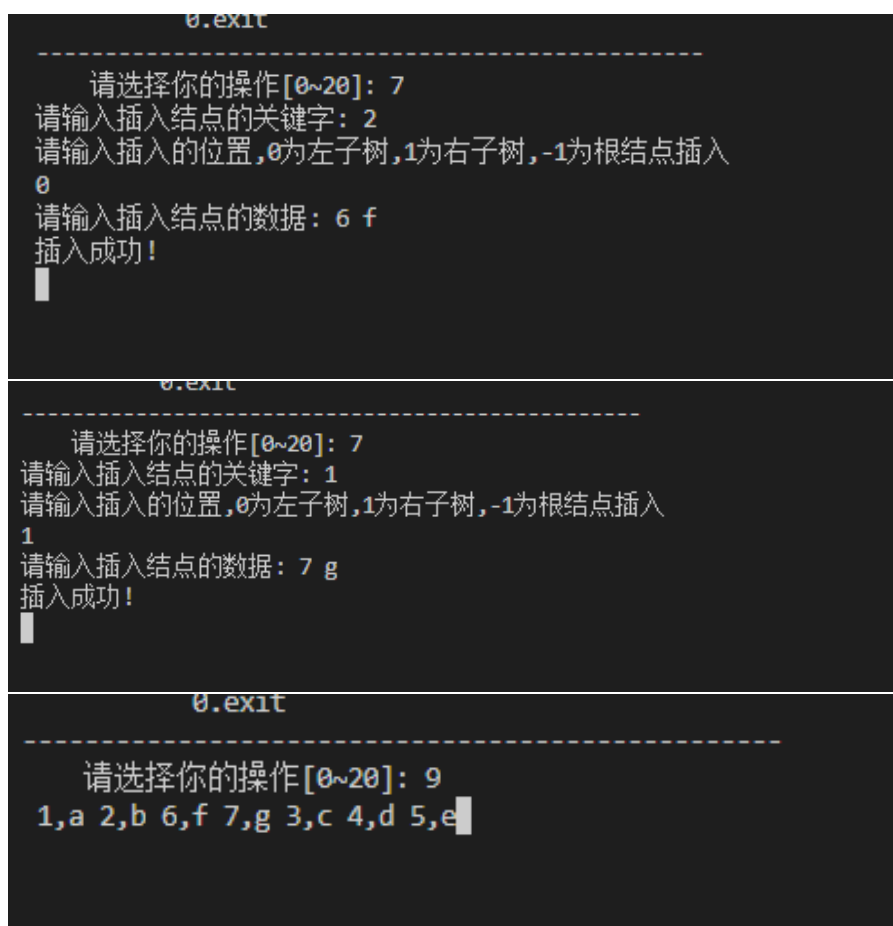 0.exit
--------------------------------------------------
请选择你的操作[0~20]: 7
请输入插入结点的关键字: 2
请输入插入的位置,0为左子树,1为右子树,-1为根结点插入
0
请输入插入结点的数据: 6 f
插入成功!
0.exit
--------------------------------------------------
请选择你的操作[0~20]: 7
请输入插入结点的关键字: 1
请输入插入的位置,0为左子树,1为右子树,-1为根结点插入
1
请输入插入结点的数据: 7 g
插入成功!
0.exit
--------------------------------------------------
请选择你的操作[0~20]: 9
1,a 2,b 6,f 7,g 3,c 4,d 5,e